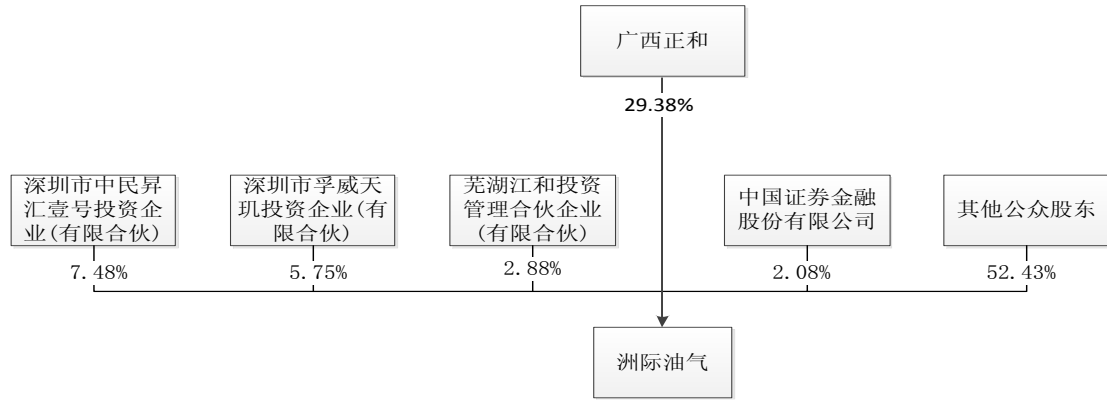 广西正和
29.38%
深圳市中民昇
汇壹号投资企
业(有限合伙)
深圳市孚威天
玑投资企业(有
限合伙)
芜湖江和投资
管理合伙企业
(有限合伙)
中国证券金融
股份有限公司
其他公众股东
7.48%
5.75%
2.88%
2.08%
52.43%
洲际油气